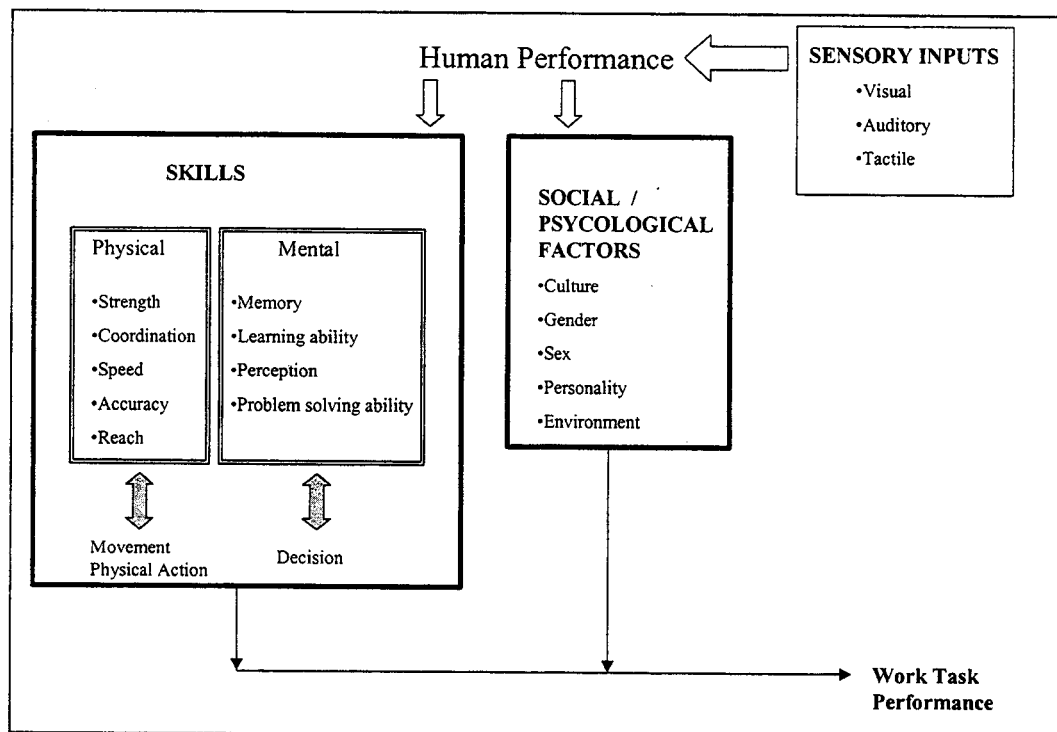 Human Performance
SENSORY INPUTS
•Visual
•Auditory
•Tactile
SKILLS
Physical
•Strength
•Coordination
•Speed
•Accuracy
•Reach
Mental
•Memory
•Learning ability
•Perception
•Problem solving ability
Movement
Physical Action
Decision
SOCIAL /
PSYCOLOGICAL
FACTORS
•Culture
•Gender
•Sex
•Personality
•Environment
Work Task
Performance